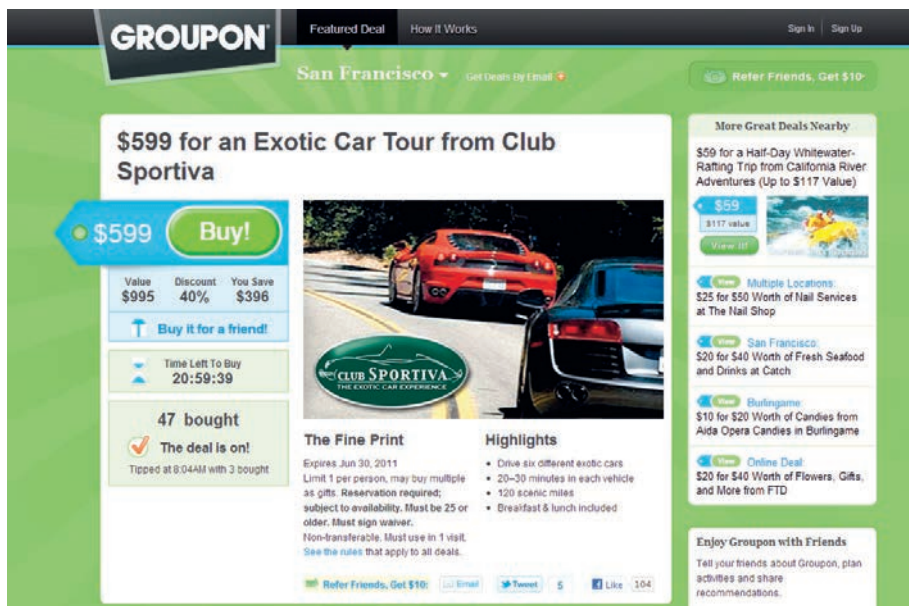 GROUPON
Featured Deal
How It Works
Sign In
Sign Up
San Francisco
Get Deals By Email
Refer Friends, Get $10
$599 for an Exotic Car Tour from Club
Sportiva
$599
Buy!
Value
Discount
You Save
$995
40%
$396
Buy it for a friend!
Time Left To Buy
20:59:39
47 bought
The deal is on!
Tipped at 8:04AM with 3 bought
CLUB SPORTIVA
THE EXOTIC CAR EXPERIENCE
The Fine Print
Expires Jun 30, 2011
Limit 1 per person, may buy multiple
as gifts. Reservation required;
subject to availability. Must be 25 or
older. Must sign waiver.
Non-transferable. Must use in 1 visit.
See the rules that apply to all deals.
Highlights
• Drive six different exotic cars
• 20–30 minutes in each vehicle
• 120 scenic miles
• Breakfast & lunch included
Refer Friends, Get $10:
Email
Tweet
5
Like
104
More Great Deals Nearby
$59 for a Half-Day Whitewater-
Rafting Trip from California River
Adventures (Up to $117 Value)
$59
$117 value
View It!
View Multiple Locations:
$25 for $50 Worth of Nail Services
at The Nail Shop
View San Francisco:
$20 for $40 Worth of Fresh Seafood
and Drinks at Catch
View Burlingame:
$10 for $20 Worth of Candies from
Aida Opera Candies in Burlingame
View Online Deal:
$20 for $40 Worth of Flowers, Gifts,
and More from FTD
Enjoy Groupon with Friends
Tell your friends about Groupon, plan
activities and share
recommendations.